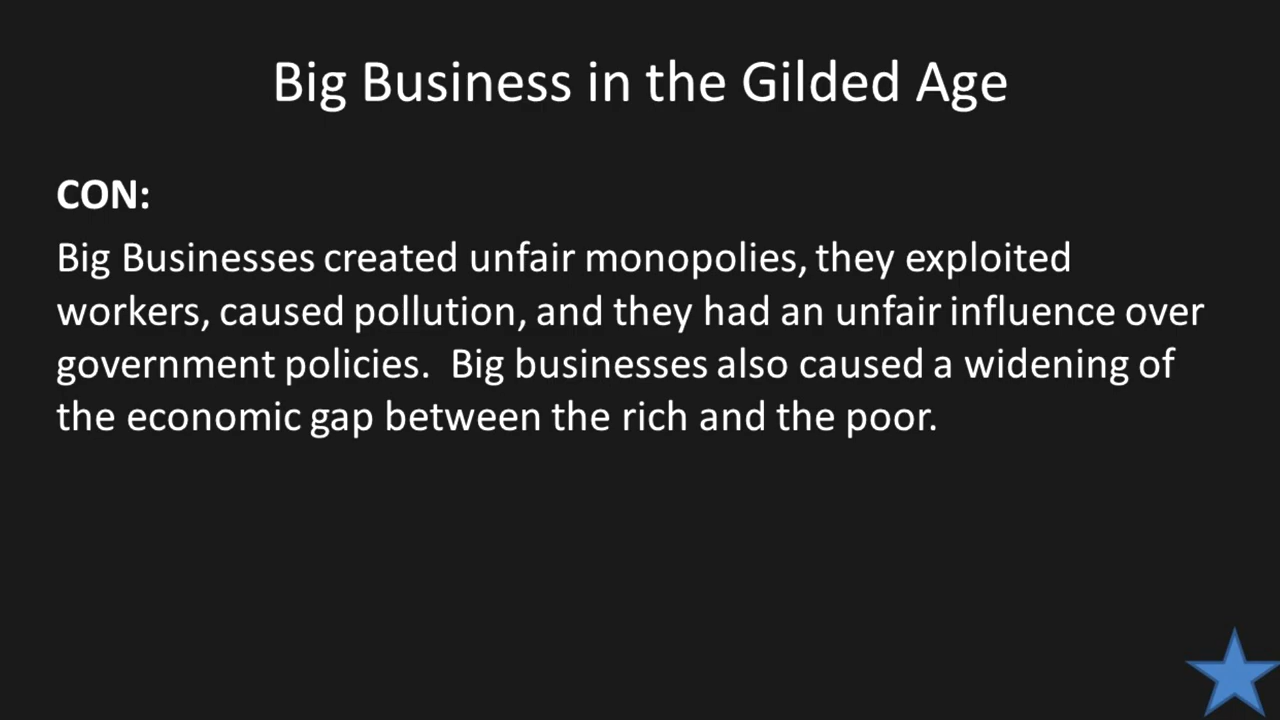 Big Business in the Gilded Age
CON:
Big Businesses created unfair monopolies, they exploited
workers, caused pollution, and they had an unfair influence over
government policies.  Big businesses also caused a widening of
the economic gap between the rich and the poor.